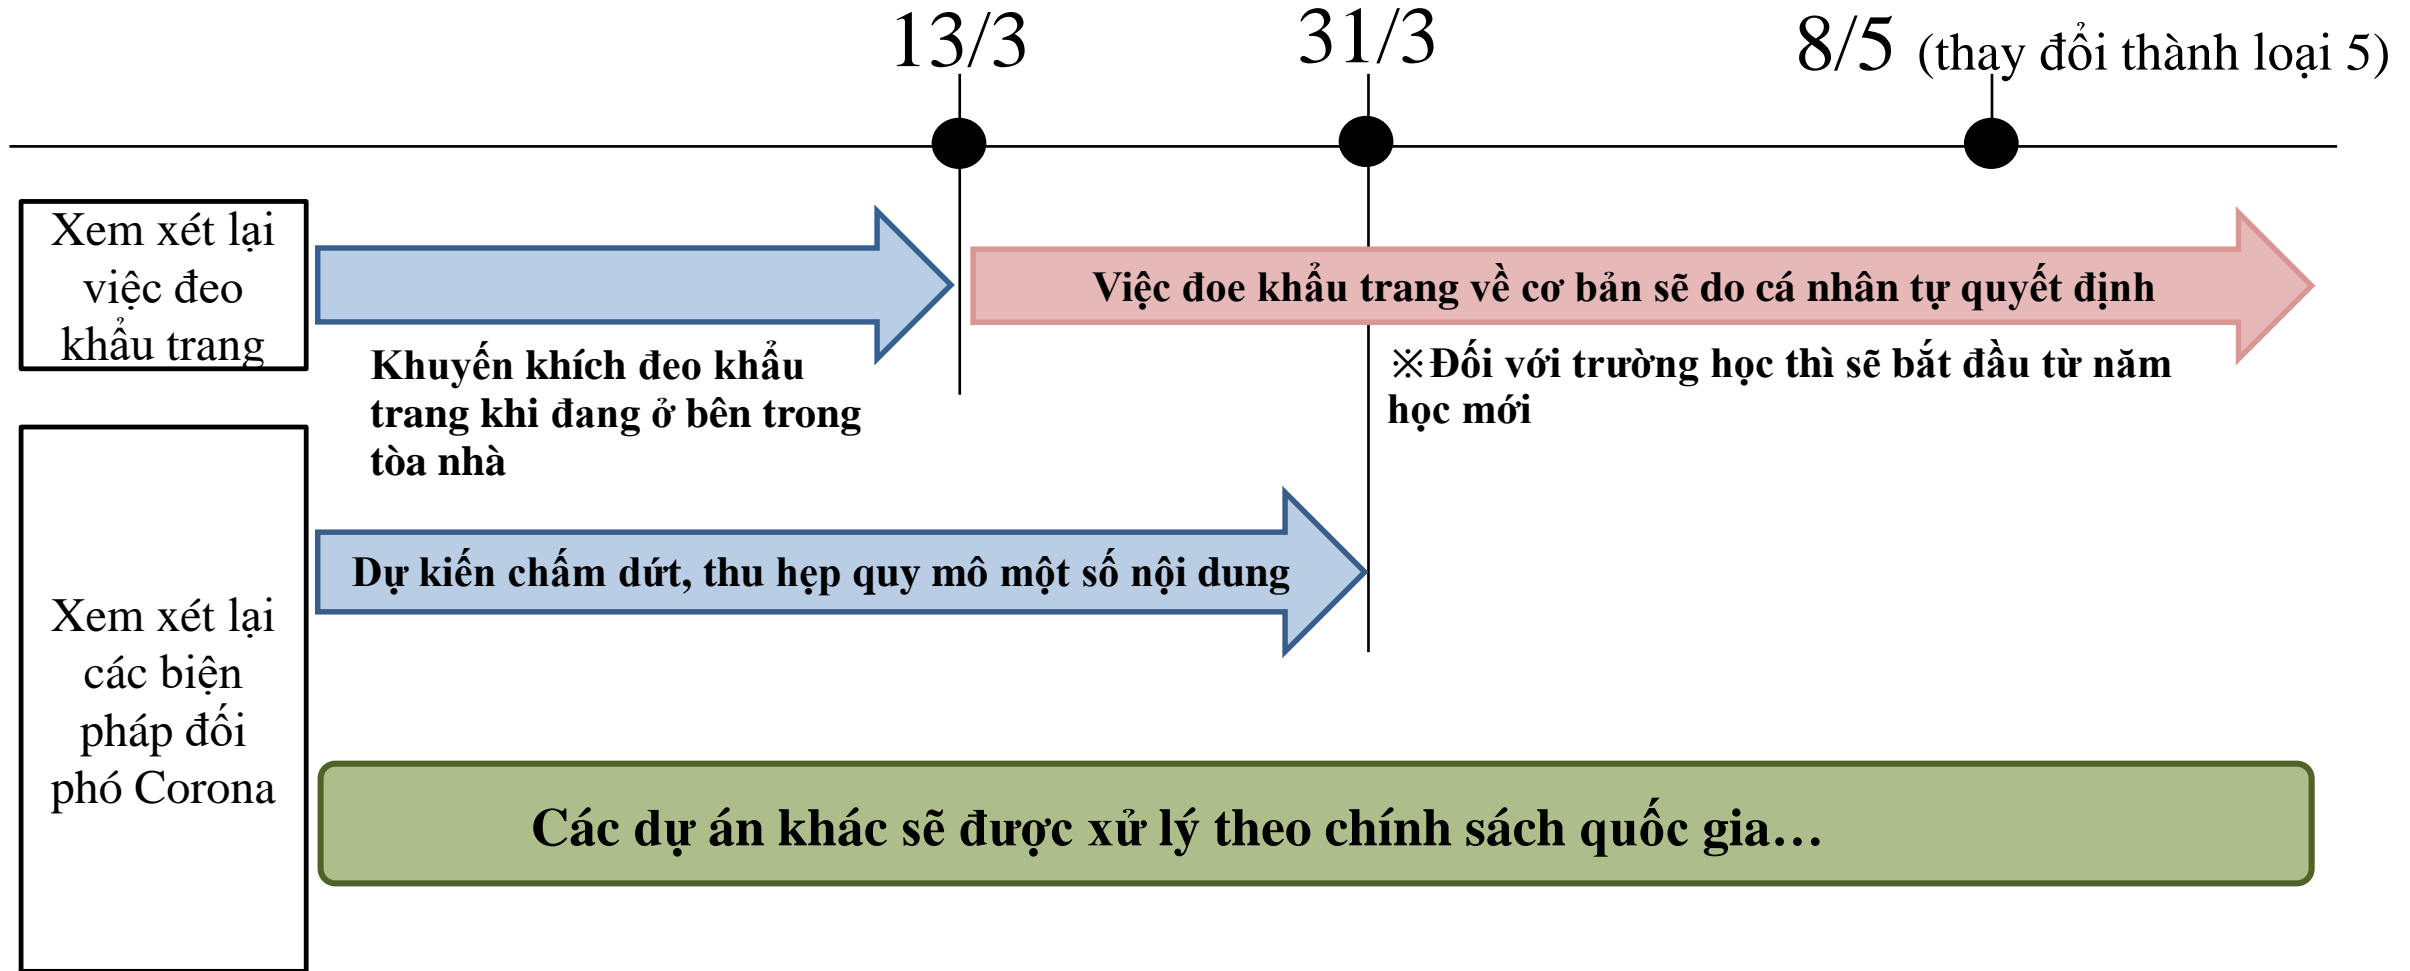 13/3
31/3
8/5 (thay đổi thành loại 5)
Xem xét lại
việc đeo
khẩu trang
Việc đoe khẩu trang về cơ bản sẽ do cá nhân tự quyết định
Khuyến khích đeo khẩu
trang khi đang ở bên trong
tòa nhà
※Đối với trường học thì sẽ bắt đầu từ năm
học mới
Xem xét lại
các biện
pháp đối
phó Corona
Dự kiến chấm dứt, thu hẹp quy mô một số nội dung
Các dự án khác sẽ được xử lý theo chính sách quốc gia…